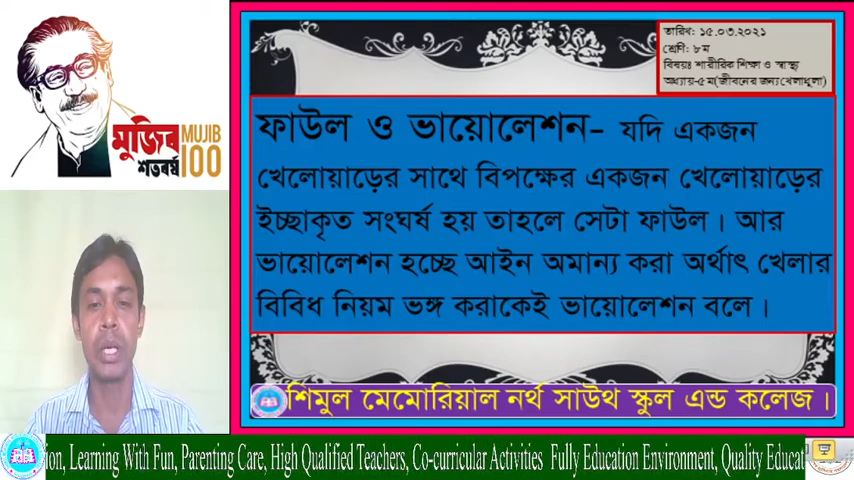 মুজিব
শতবর্ষ
MUJIB
100
তারিখ: ১৫.০৩.২০২১
শ্রেণি: ৮ম
বিষয়ঃ শারীরিক শিক্ষা ও স্বাস্থ্য
অধ্যায়-৫ম(জীবনের জন্যখেলাধুলা)
ফাউল ও ভায়োলেশন- যদি একজন
খেলোয়াড়ের সাথে বিপক্ষের একজন খেলোয়াড়ের
ইচ্ছাকৃত সংঘর্ষ হয় তাহলে সেটা ফাউল। আর
ভায়োলেশন হচ্ছে আইন অমান্য করা অর্থাৎ খেলার
বিবিধ নিয়ম ভঙ্গ করাকেই ভায়োলেশন বলে।
শিমুল মেমোরিয়াল নর্থ সাউথ স্কুল এন্ড কলেজ।
ion, Learning With Fun, Parenting Care, High Qualified Teachers, Co-curricular Activities Fully Education Environment, Quality Educat